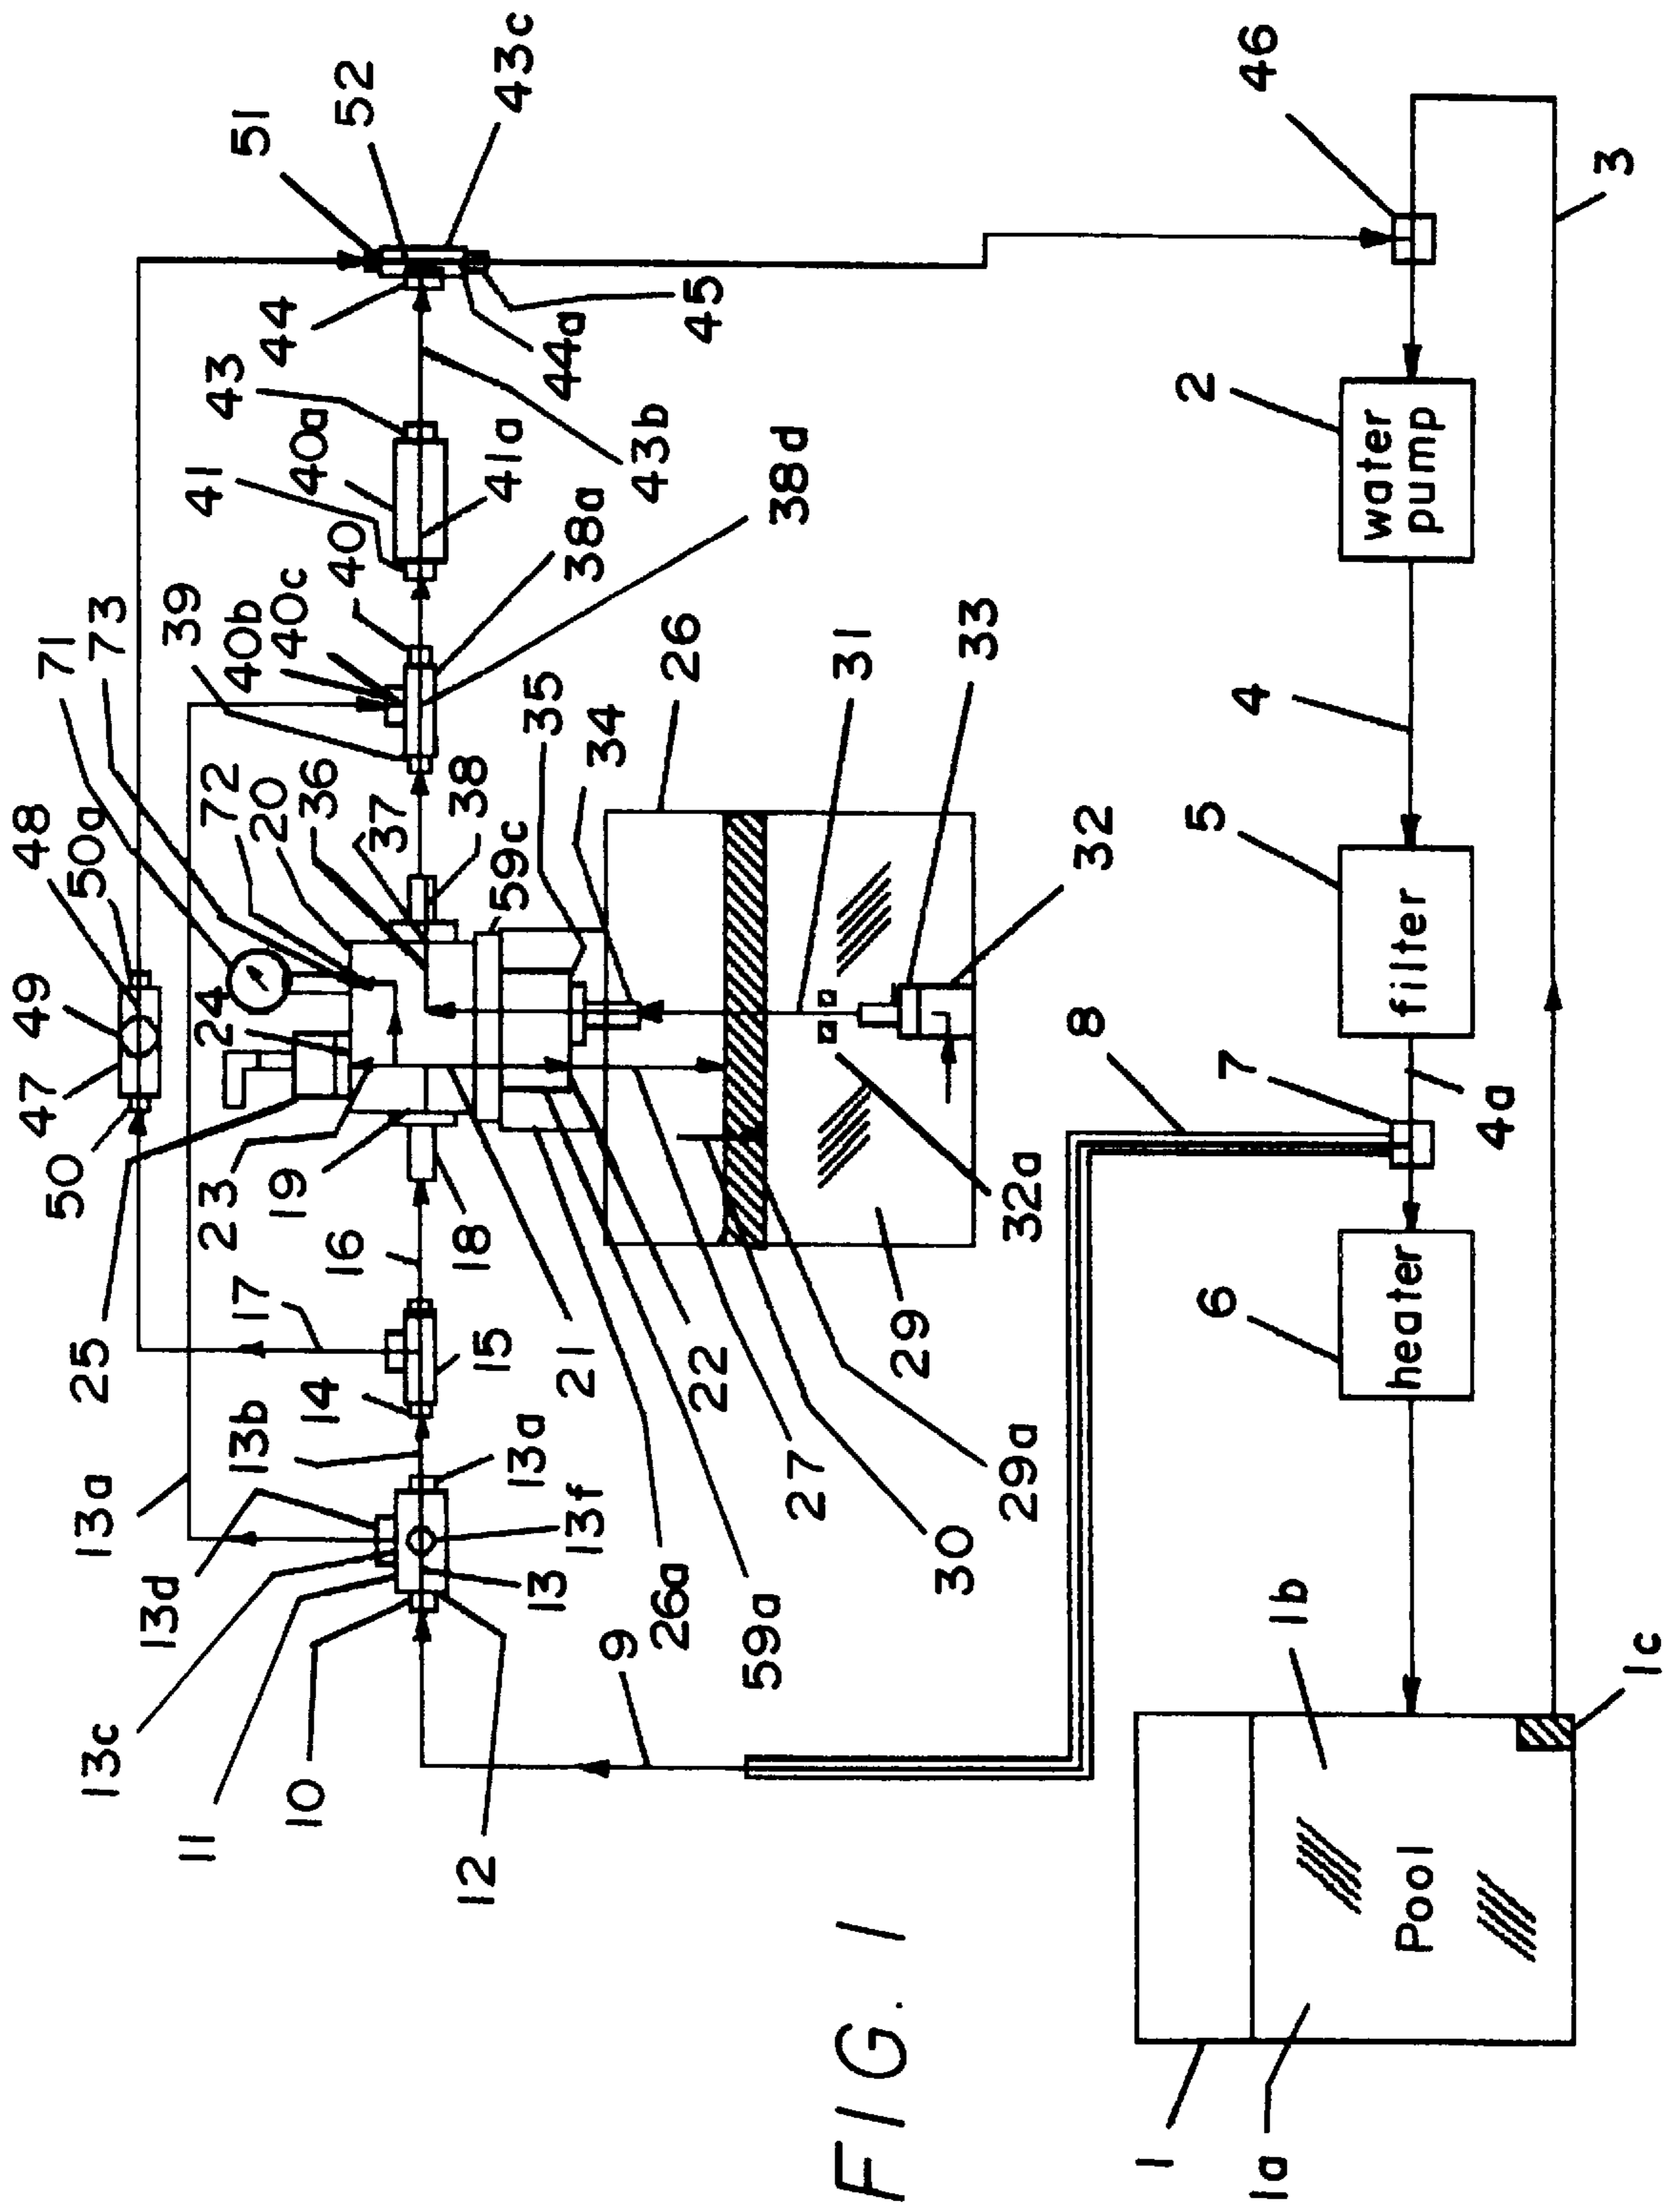 48
47
49
50
71
25
50a
13a
13c
73
13d
39
11
23
24
72
41
43
13b
17
40b
51
20
44
19
40c
10
14
36
40a
16
40
52
37
12
18
38
15
59c
41a
43c
13a
13
13f
21
35
38a
44a
9
34
26a
22
43b
26
45
59a
27
38d
31
FIG. 1
29
30
33
29a
32a
8
32
1
2
5
7
6
4
1a
46
1b
water
pump
filter
heater
Pool
4a
3
1c